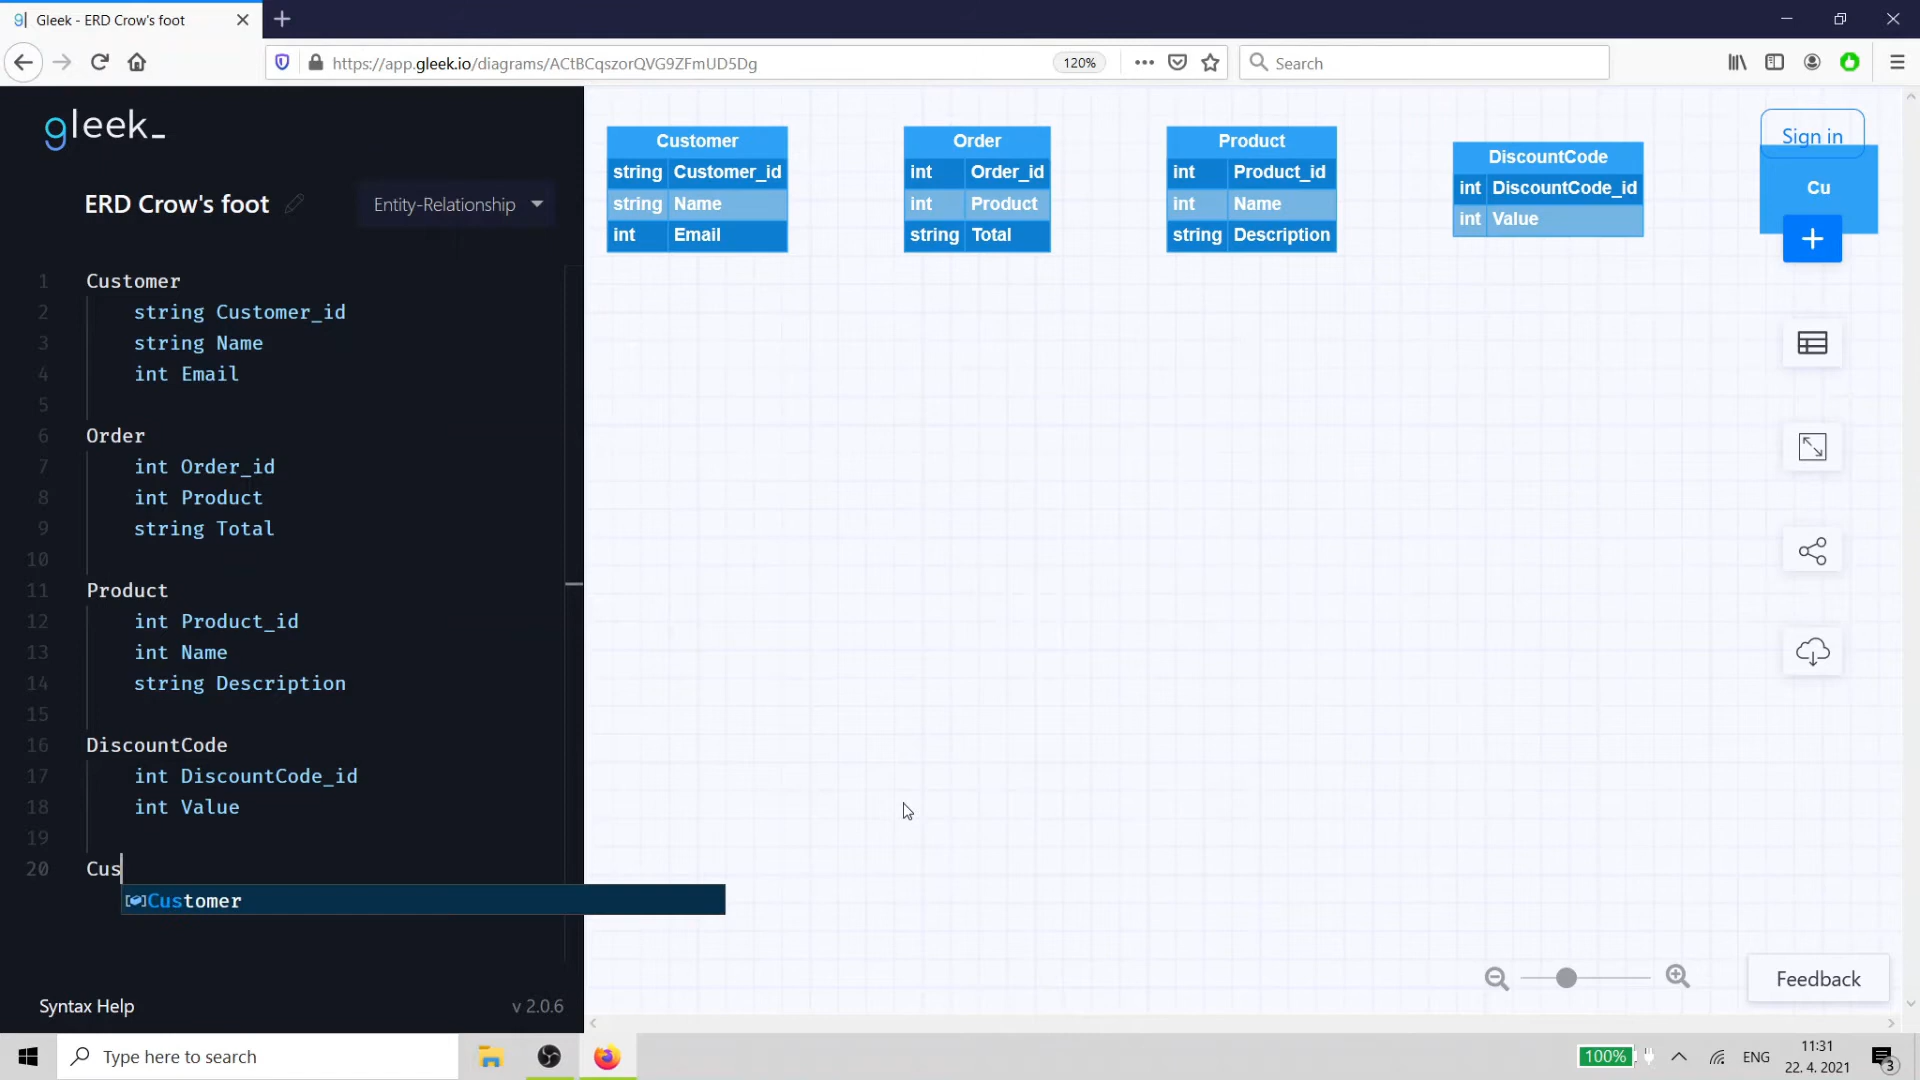 g| Gleek - ERD Crow's foot
https://app.gleek.io/diagrams/ACtBCqszorQVG9ZFmUD5Dg
120%
Search
gleek_
ERD Crow's foot
Entity-Relationship
1 Customer
2 string Customer_id
3 string Name
4 int Email
5
6 Order
7 int Order_id
8 int Product
9 string Total
10
11 Product
12 int Product_id
13 int Name
14 string Description
15
16 DiscountCode
17 int DiscountCode_id
18 int Value
19
20 Cus
Customer
Syntax Help
v 2.0.6
Customer
string Customer_id
string Name
int Email
Order
int Order_id
int Product
string Total
Product
int Product_id
int Name
string Description
DiscountCode
int DiscountCode_id
int Value
Sign in
Cu
Feedback
Type here to search
100%
ENG
11:31
22. 4. 2021
3